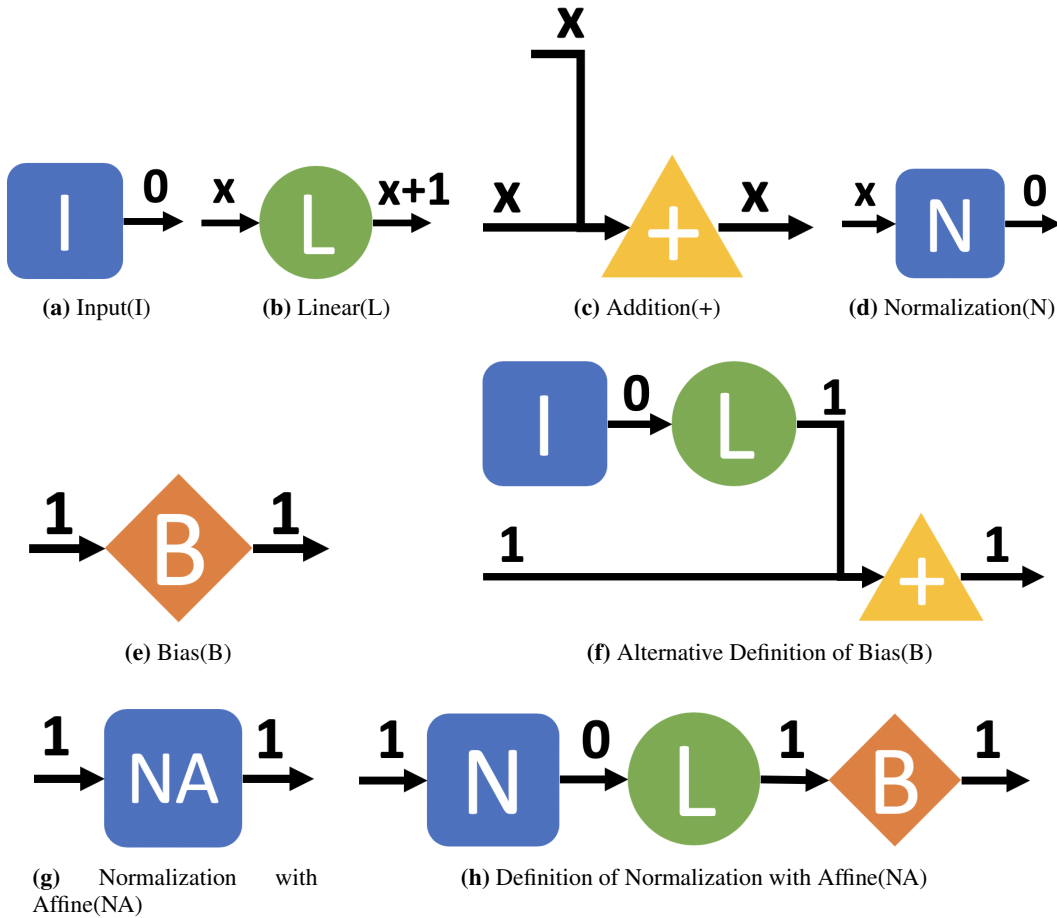 x
I
0
x
L
x+1
x
+
x
x
N
0
(a) Input(I)
(b) Linear(L)
(c) Addition(+)
(d) Normalization(N)
1
B
1
(e) Bias(B)
I
0
L
1
1
+
1
(f) Alternative Definition of Bias(B)
1
NA
1
(g) Normalization with
Affine(NA)
1
N
0
L
1
B
1
(h) Definition of Normalization with Affine(NA)